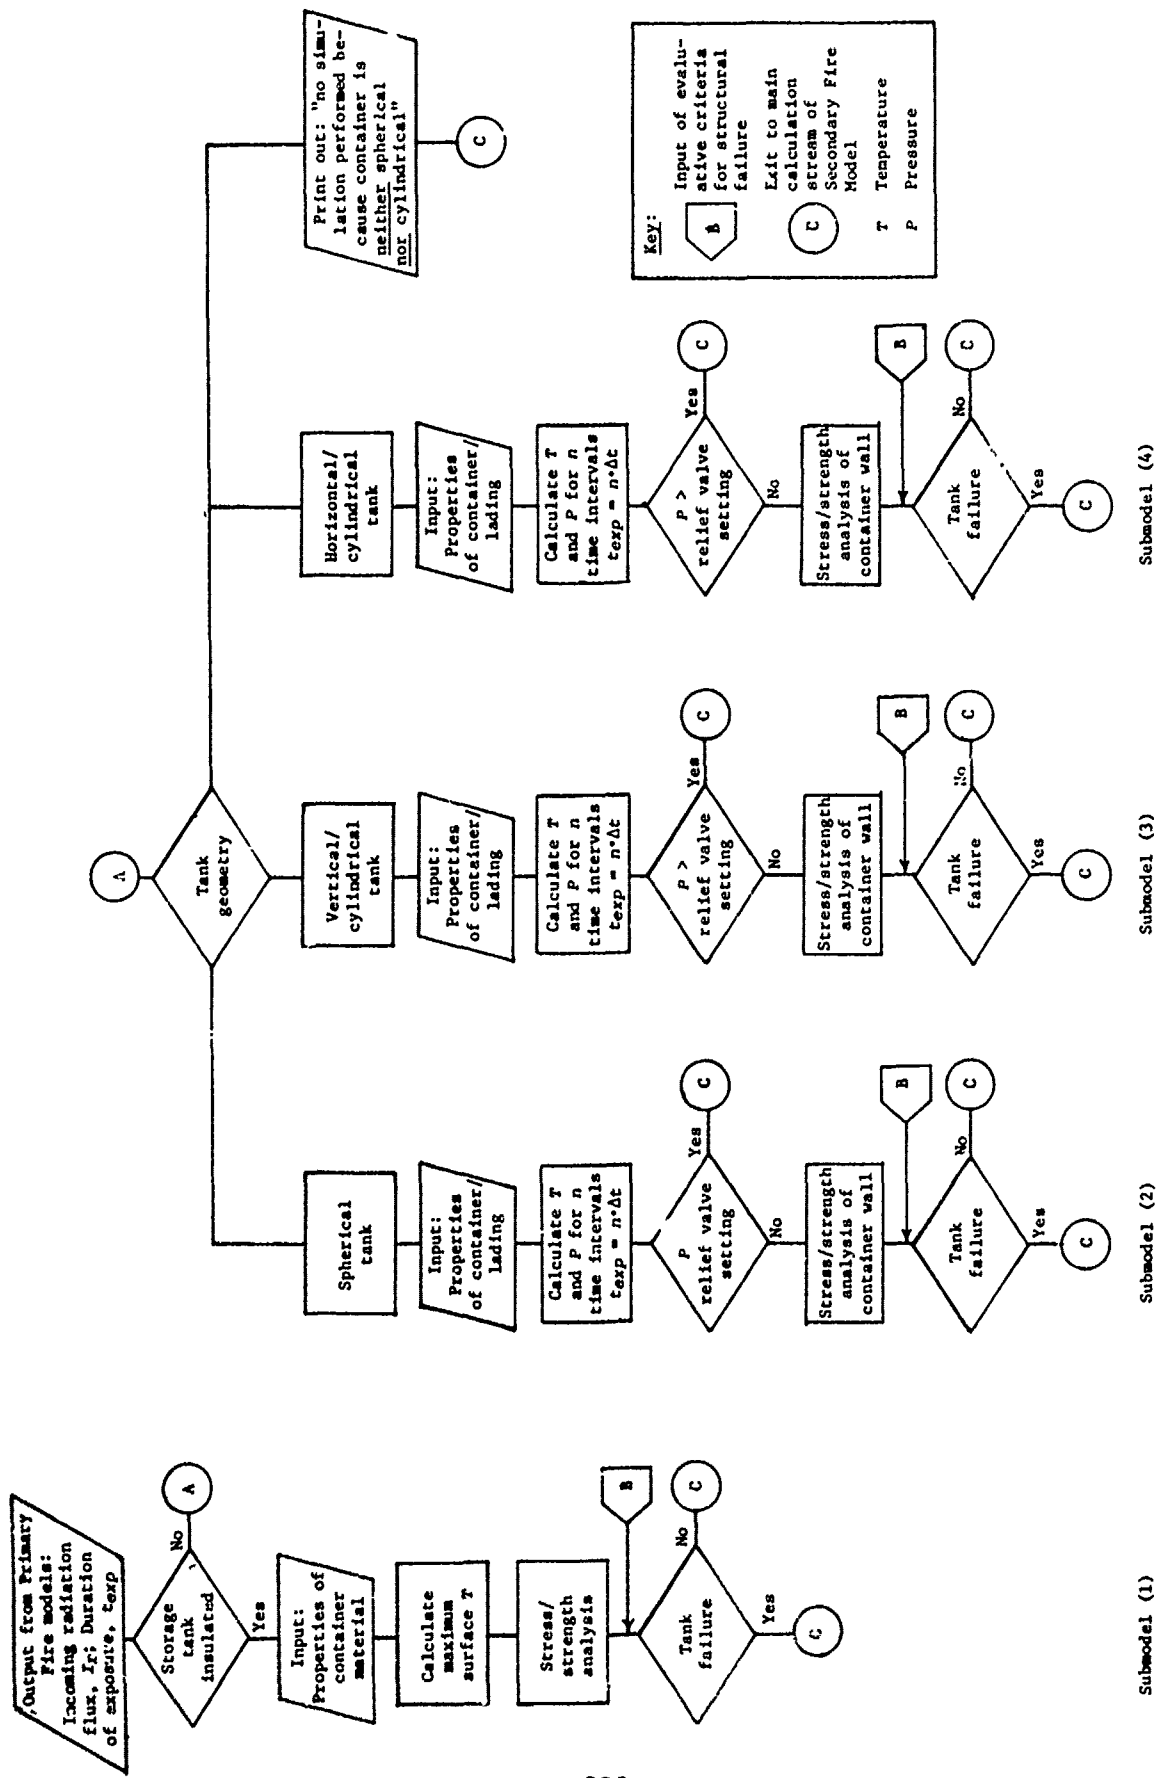 Output from Primary
Fire models:
Incoming radiation
flux, Ir; Duration
of exposure, texp
Storage
tank
insulated
No
A
Yes
Input:
Properties of
container
material
Calculate
maximum
surface T
Stress/
strength
analysis
B
Tank
failure
No
C
Yes
C
Submodel (1)
A
Tank
geometry
Spherical
tank
Input:
Properties
of container/
lading
Calculate T
and P for n
time intervals
texp = n·Δt
P
relief valve
setting
Yes
C
No
Stress/strength
analysis of
container wall
B
Tank
failure
No
C
Yes
C
Submodel (2)
Vertical/
cylindrical
tank
Input:
Properties
of container/
lading
Calculate T
and P for n
time intervals
texp = n·Δt
P >
relief valve
setting
Yes
C
No
Stress/strength
analysis of
container wall
B
Tank
failure
No
C
Yes
C
Submodel (3)
Horizontal/
cylindrical
tank
Input:
Properties
of container/
lading
Calculate T
and P for n
time intervals
texp = n·Δt
P >
relief valve
setting
Yes
C
No
Stress/strength
analysis of
container wall
B
Tank
failure
No
C
Yes
C
Submodel (4)
Print out: "no simu-
lation performed be-
cause container is
neither spherical
nor cylindrical"
C
Key:
B
Input of evalu-
ative criteria
for structural
failure
C
Exit to main
calculation
stream of
Secondary Fire
Model
T Temperature
P Pressure